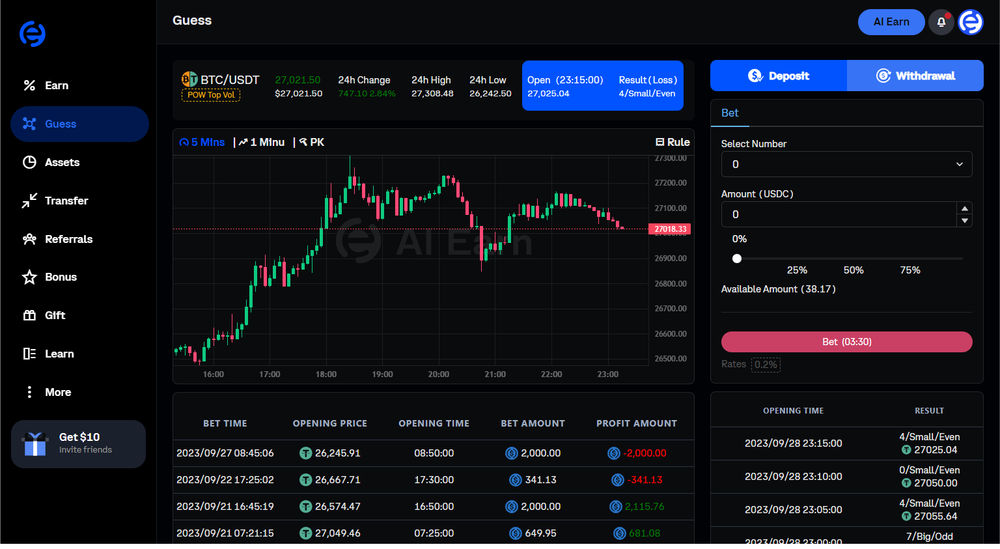 Guess
AI Earn
Earn
Guess
Assets
Transfer
Referrals
Bonus
Gift
Learn
More
Get $10
Invite friends
BTC/USDT
POW Top Vol
27,021.50
$27,021.50
24h Change
747.10 2.84%
24h High
27,308.48
24h Low
26,242.50
Open (23:15:00)
27,025.04
Result(Loss)
4/Small/Even
5 Mins | 1 Minu | PK
Rule
27300.00
27200.00
27100.00
27018.33
26900.00
26800.00
26700.00
26600.00
26500.00
AI Earn
16:00 17:00 18:00 19:00 20:00 21:00 22:00 23:00
BET TIME OPENING PRICE OPENING TIME BET AMOUNT PROFIT AMOUNT
2023/09/27 08:45:06 26,245.91 08:50:00 2,000.00 -2,000.00
2023/09/22 17:25:02 26,667.71 17:30:00 341.13 -341.13
2023/09/21 16:45:19 26,574.47 16:50:00 2,000.00 2,115.76
2023/09/21 07:21:15 27,049.46 07:25:00 649.95 681.08
Deposit
Withdrawal
Bet
Select Number
0
Amount (USDC)
0
0%
25% 50% 75%
Available Amount (38.17)
Bet (03:30)
Rates 0.2%
OPENING TIME RESULT
2023/09/28 23:15:00 4/Small/Even
27025.04
2023/09/28 23:10:00 0/Small/Even
27050.00
2023/09/28 23:05:00 4/Small/Even
27055.64
2023/09/28 23:00:00 7/Big/Odd